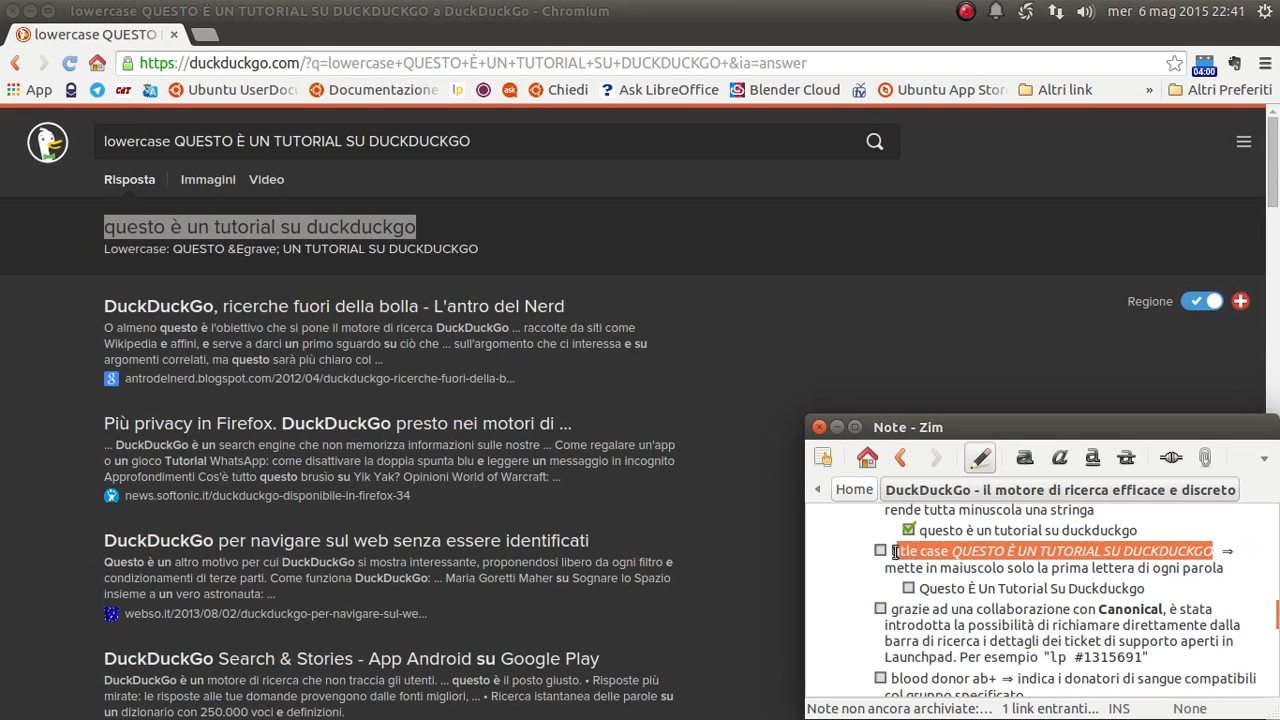 lowercase QUESTO È UN TUTORIAL SU DUCKDUCKGO a DuckDuckGo - Chromium
mer 6 mag 2015 22:41
lowercase QUESTO
https://duckduckgo.com/?q=lowercase+QUESTO+È+UN+TUTORIAL+SU+DUCKDUCKGO+&ia=answer
04:00
App
CAT
Ubuntu UserDocu
Documentazione
lp
ask
Chiedi
? Ask LibreOffice
Blender Cloud
Ubuntu App Store
Altri link
»
Altri Preferiti
lowercase QUESTO È UN TUTORIAL SU DUCKDUCKGO
Risposta
Immagini
Video
questo è un tutorial su duckduckgo
Lowercase: QUESTO &Egrave; UN TUTORIAL SU DUCKDUCKGO
Regione
DuckDuckGo, ricerche fuori della bolla - L'antro del Nerd
O almeno questo è l'obiettivo che si pone il motore di ricerca DuckDuckGo ... raccolte da siti come
Wikipedia e affini, e serve a darci un primo sguardo su ciò che ... sull'argomento che ci interessa e su
argomenti correlati, ma questo sarà più chiaro col ...
antrodelnerd.blogspot.com/2012/04/duckduckgo-ricerche-fuori-della-b...
Più privacy in Firefox. DuckDuckGo presto nei motori di ...
... DuckDuckGo è un search engine che non memorizza informazioni sulle nostre ... Come regalare un'app
o un gioco Tutorial WhatsApp: come disattivare la doppia spunta blu e leggere un messaggio in incognito
Approfondimenti Cos'è tutto questo brusio su Yik Yak? Opinioni World of Warcraft: ...
news.softonic.it/duckduckgo-disponibile-in-firefox-34
DuckDuckGo per navigare sul web senza essere identificati
Questo è un altro motivo per cui DuckDuckGo si mostra interessante, proponendosi libero da ogni filtro e
condizionamenti di terze parti. Come funziona DuckDuckGo: ... Maria Goretti Maher su Sognare lo Spazio
insieme a un vero astronauta: ...
webso.it/2013/08/02/duckduckgo-per-navigare-sul-we...
DuckDuckGo Search & Stories - App Android su Google Play
DuckDuckGo è un motore di ricerca che non traccia gli utenti. ... questo è il posto giusto. • Risposte più
mirate: le risposte alle tue domande provengono dalle fonti migliori, ... • Ricerca istantanea delle parole su
un dizionario con 250.000 voci e definizioni.
Note - Zim
Home
DuckDuckGo - il motore di ricerca efficace e discreto
rende tutta minuscola una stringa
questo è un tutorial su duckduckgo
title case QUESTO È UN TUTORIAL SU DUCKDUCKGO ⇒
mette in maiuscolo solo la prima lettera di ogni parola
Questo È Un Tutorial Su Duckduckgo
grazie ad una collaborazione con Canonical, è stata
introdotta la possibilità di richiamare direttamente dalla
barra di ricerca i dettagli dei ticket di supporto aperti in
Launchpad. Per esempio "lp #1315691"
blood donor ab+ ⇒ indica i donatori di sangue compatibili
col gruppo specificato
Note non ancora archiviate:...
1 link entranti...
INS
None